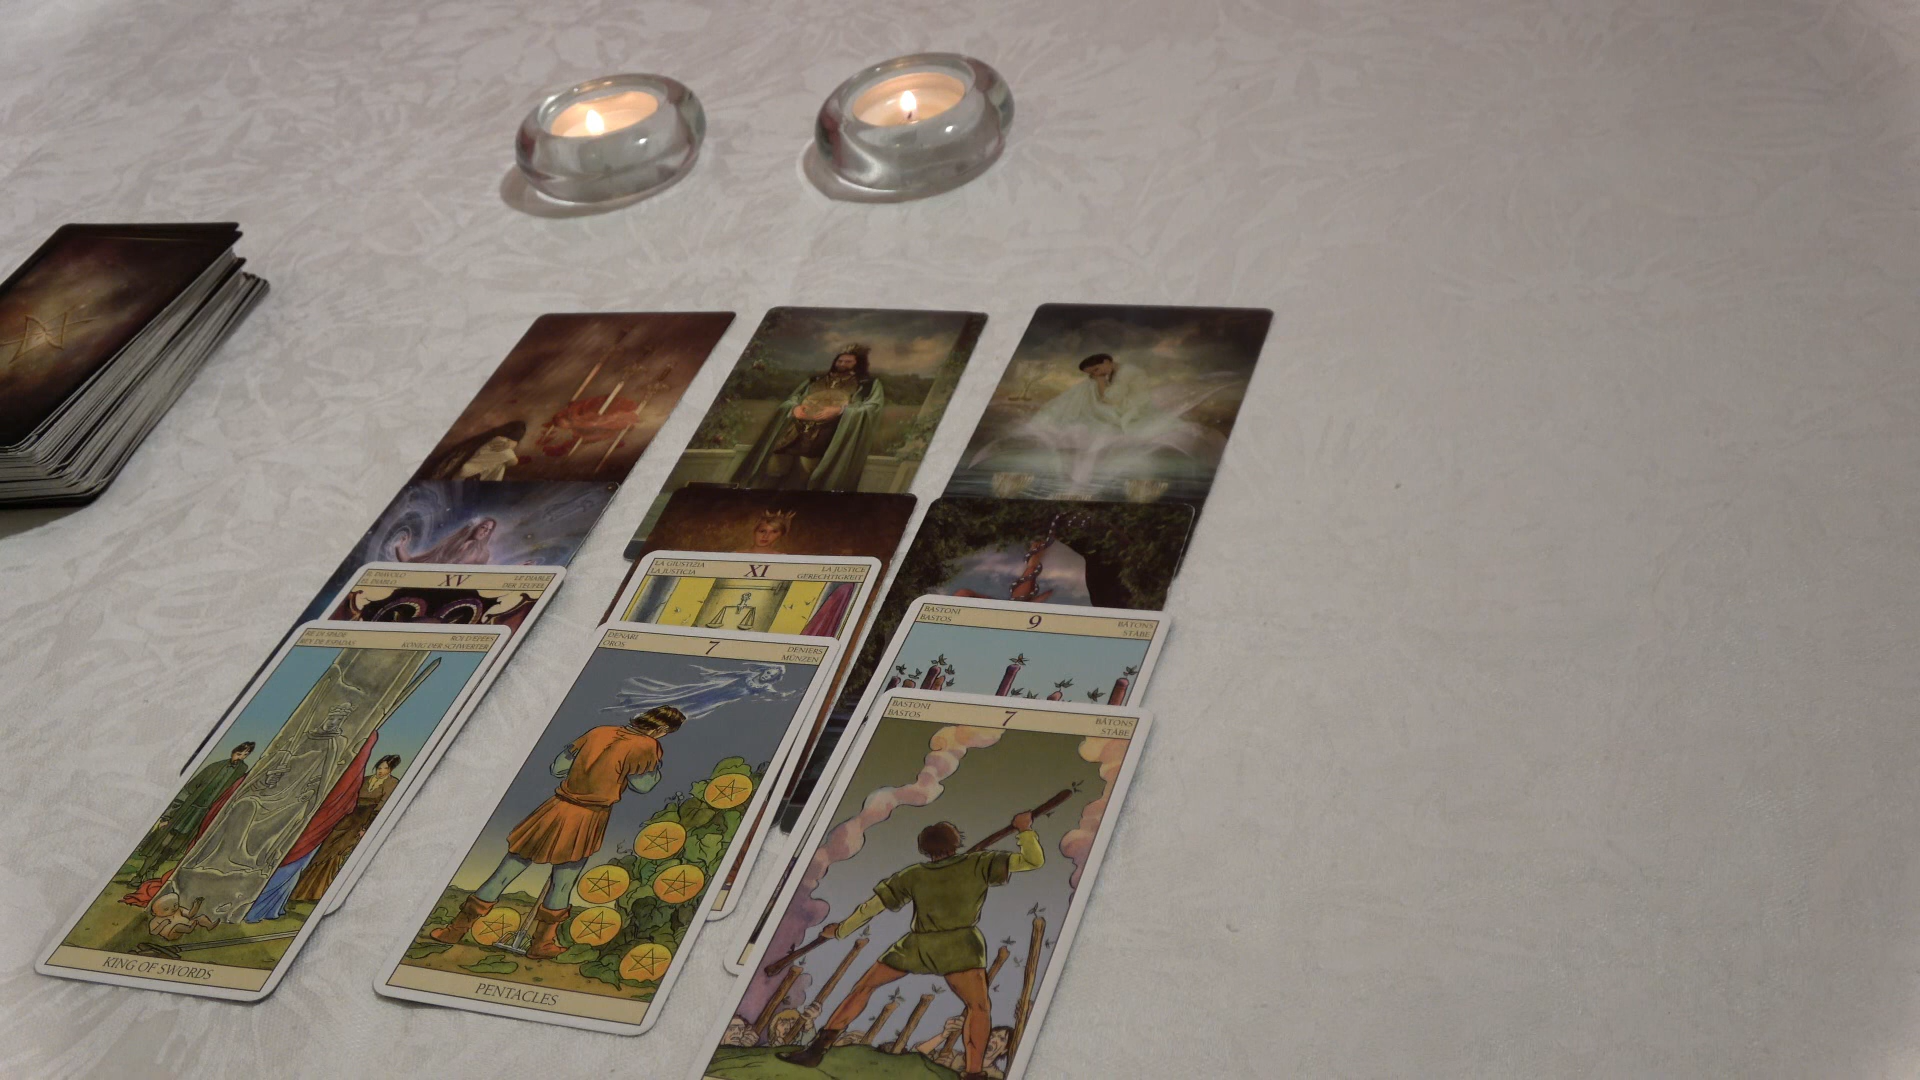 IL DIAVOLO
EL DIABLO
XV
LE DIABLE
DER TEUFEL
RE DI SPADE
REY DE ESPADAS
ROI D'EPÉES
KÖNIG DER SCHWERTER
KING OF SWORDS
LA GIUSTIZIA
LA JUSTICIA
XI
LA JUSTICE
GERECHTIGKEIT
DENARI
OROS
7
DENIERS
MÜNZEN
PENTACLES
BASTONI
BASTOS
9
BÂTONS
STÄBE
BASTONI
BASTOS
7
BÂTONS
STÄBE